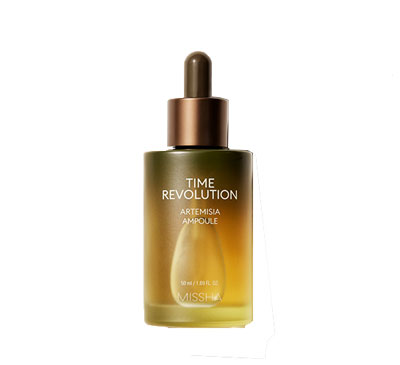 TIME
REVOLUTION
ARTEMISIA
AMPOULE
50 ml / 1.69 fl. oz.
MISSHA